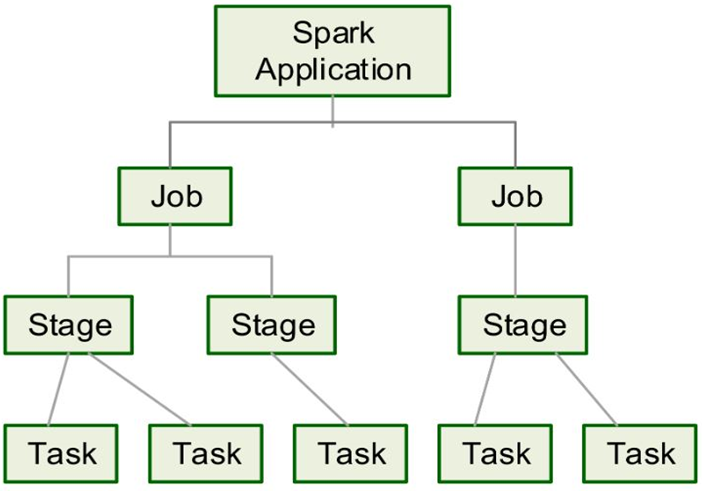 Spark
Application
Job
Job
Stage
Stage
Stage
Task
Task
Task
Task
Task